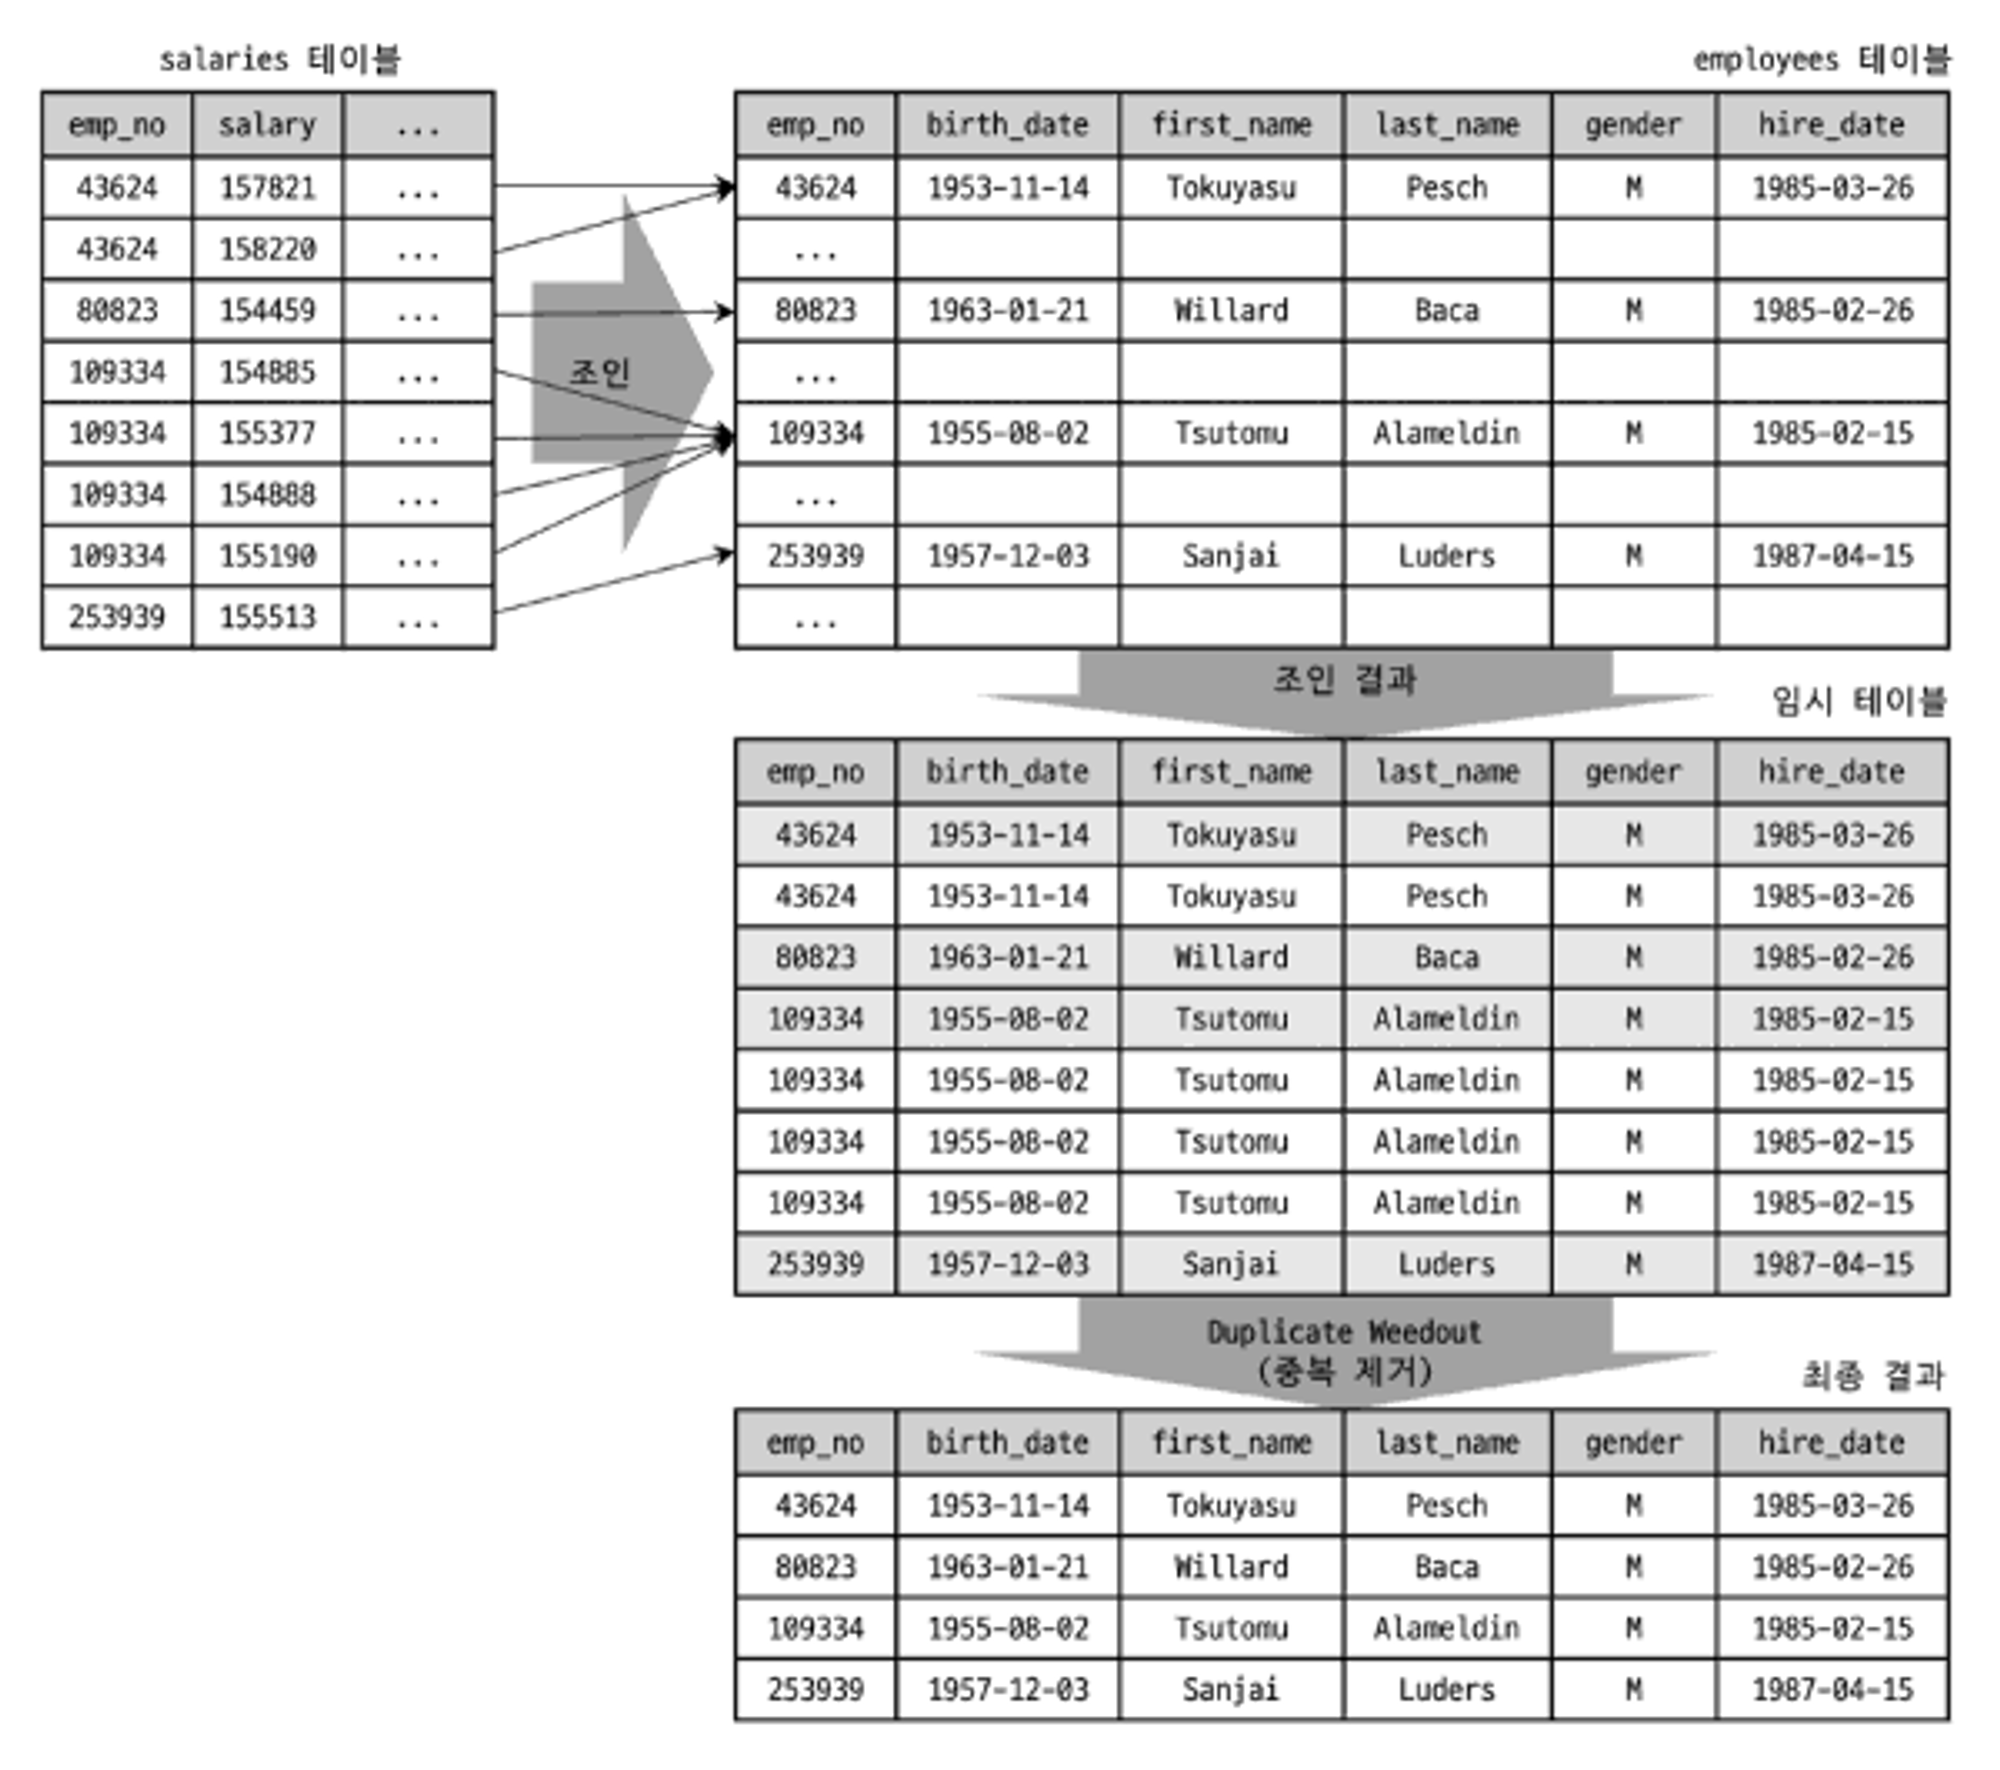 salaries 테이블
emp_no salary ...
43624 157821 ...
43624 158220 ...
80823 154459 ...
109334 154885 ...
109334 155377 ...
109334 154888 ...
109334 155190 ...
253939 155513 ...
조인
employees 테이블
emp_no birth_date first_name last_name gender hire_date
43624 1953-11-14 Tokuyasu Pesch M 1985-03-26
...
80823 1963-01-21 Willard Baca M 1985-02-26
...
109334 1955-08-02 Tsutomu Alameldin M 1985-02-15
...
253939 1957-12-03 Sanjai Luders M 1987-04-15
...
조인 결과
임시 테이블
emp_no birth_date first_name last_name gender hire_date
43624 1953-11-14 Tokuyasu Pesch M 1985-03-26
43624 1953-11-14 Tokuyasu Pesch M 1985-03-26
80823 1963-01-21 Willard Baca M 1985-02-26
109334 1955-08-02 Tsutomu Alameldin M 1985-02-15
109334 1955-08-02 Tsutomu Alameldin M 1985-02-15
109334 1955-08-02 Tsutomu Alameldin M 1985-02-15
109334 1955-08-02 Tsutomu Alameldin M 1985-02-15
253939 1957-12-03 Sanjai Luders M 1987-04-15
Duplicate Weedout
(중복 제거)
최종 결과
emp_no birth_date first_name last_name gender hire_date
43624 1953-11-14 Tokuyasu Pesch M 1985-03-26
80823 1963-01-21 Willard Baca M 1985-02-26
109334 1955-08-02 Tsutomu Alameldin M 1985-02-15
253939 1957-12-03 Sanjai Luders M 1987-04-15